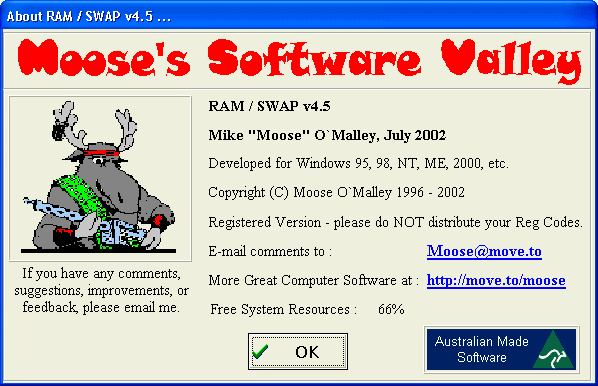 About RAM / SWAP v4.5 ...
Moose's Software Valley
RAM / SWAP v4.5
Mike "Moose" O`Malley, July 2002
Developed for Windows 95, 98, NT, ME, 2000, etc.
Copyright (C) Moose O`Malley 1996 - 2002
Registered Version - please do NOT distribute your Reg Codes.
E-mail comments to : Moose@move.to
More Great Computer Software at : http://move.to/moose
Free System Resources : 66%
If you have any comments,
suggestions, improvements, or
feedback, please email me.
OK
Australian Made
Software